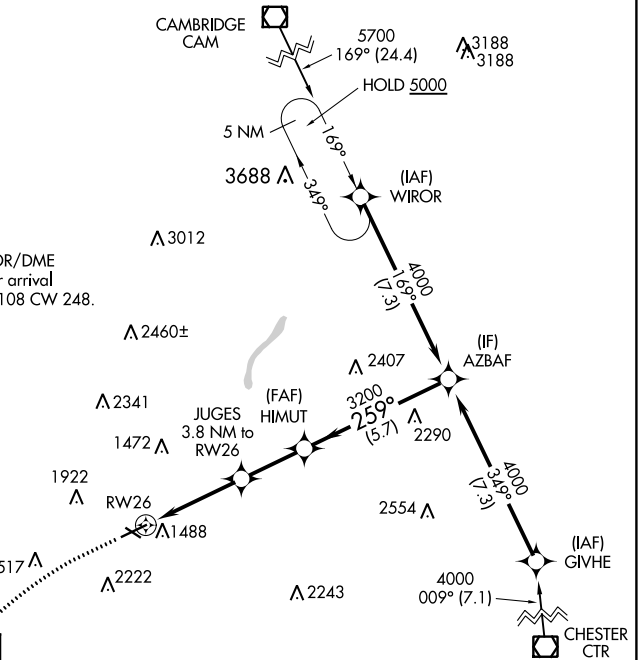 CAMBRIDGE
CAM
5700
169° (24.4)
3188
3188
HOLD 5000
5 NM
169°
349°
3688
(IAF)
WIROR
3012
OR/DME
r arrival
108 CW 248.
4000
169°
(7.3)
2460±
(IF)
AZBAF
2407
2341
(FAF)
HIMUT
3200
259°
(5.7)
2290
JUGES
3.8 NM to
RW26
1472
1922
4000
349°
(7.3)
RW26
2554
1488
517
(IAF)
GIVHE
2222
2243
4000
009° (7.1)
CHESTER
CTR